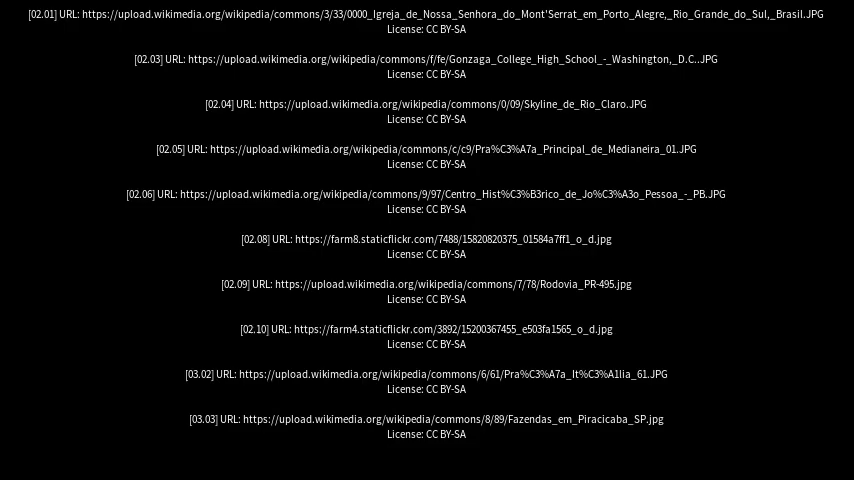 [02.01] URL: https://upload.wikimedia.org/wikipedia/commons/3/33/0000_Igreja_de_Nossa_Senhora_do_Mont'Serrat_em_Porto_Alegre,_Rio_Grande_do_Sul,_Brasil.JPG
License: CC BY-SA
[02.03] URL: https://upload.wikimedia.org/wikipedia/commons/f/fe/Gonzaga_College_High_School_-_Washington,_D.C..JPG
License: CC BY-SA
[02.04] URL: https://upload.wikimedia.org/wikipedia/commons/0/09/Skyline_de_Rio_Claro.JPG
License: CC BY-SA
[02.05] URL: https://upload.wikimedia.org/wikipedia/commons/c/c9/Pra%C3%A7a_Principal_de_Medianeira_01.JPG
License: CC BY-SA
[02.06] URL: https://upload.wikimedia.org/wikipedia/commons/9/97/Centro_Hist%C3%B3rico_de_Jo%C3%A3o_Pessoa_-_PB.JPG
License: CC BY-SA
[02.08] URL: https://farm8.staticflickr.com/7488/15820820375_01584a7ff1_o_d.jpg
License: CC BY-SA
[02.09] URL: https://upload.wikimedia.org/wikipedia/commons/7/78/Rodovia_PR-495.jpg
License: CC BY-SA
[02.10] URL: https://farm4.staticflickr.com/3892/15200367455_e503fa1565_o_d.jpg
License: CC BY-SA
[03.02] URL: https://upload.wikimedia.org/wikipedia/commons/6/61/Pra%C3%A7a_It%C3%A1lia_61.JPG
License: CC BY-SA
[03.03] URL: https://upload.wikimedia.org/wikipedia/commons/8/89/Fazendas_em_Piracicaba_SP.jpg
License: CC BY-SA